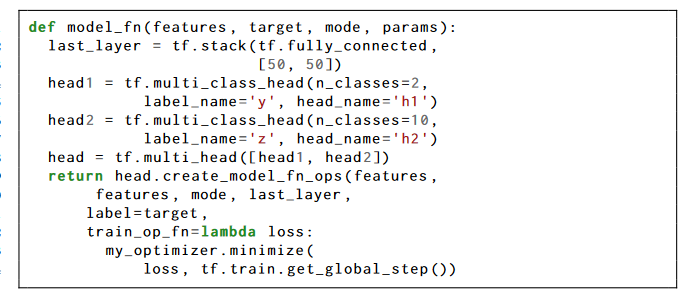 def model_fn(features, target, mode, params):
  last_layer = tf.stack(tf.fully_connected,
                        [50, 50])
  head1 = tf.multi_class_head(n_classes=2,
            label_name='y', head_name='h1')
  head2 = tf.multi_class_head(n_classes=10,
            label_name='z', head_name='h2')
  head = tf.multi_head([head1, head2])
  return head.create_model_fn_ops(features,
       features, mode, last_layer,
      label=target,
      train_op_fn=lambda loss:
        my_optimizer.minimize(
            loss, tf.train.get_global_step())